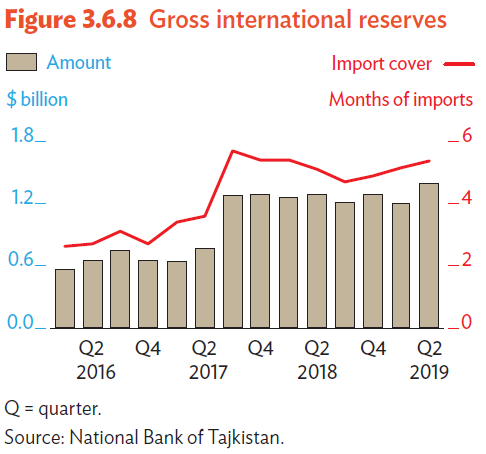 Figure 3.6.8 Gross international reserves
Amount Import cover
$ billion Months of imports
1.8 6
1.2 4
0.6 2
0.0 0
Q2 Q4 Q2 Q4 Q2 Q4 Q2
2016 2017 2018 2019
Q = quarter.
Source: National Bank of Tajkistan.